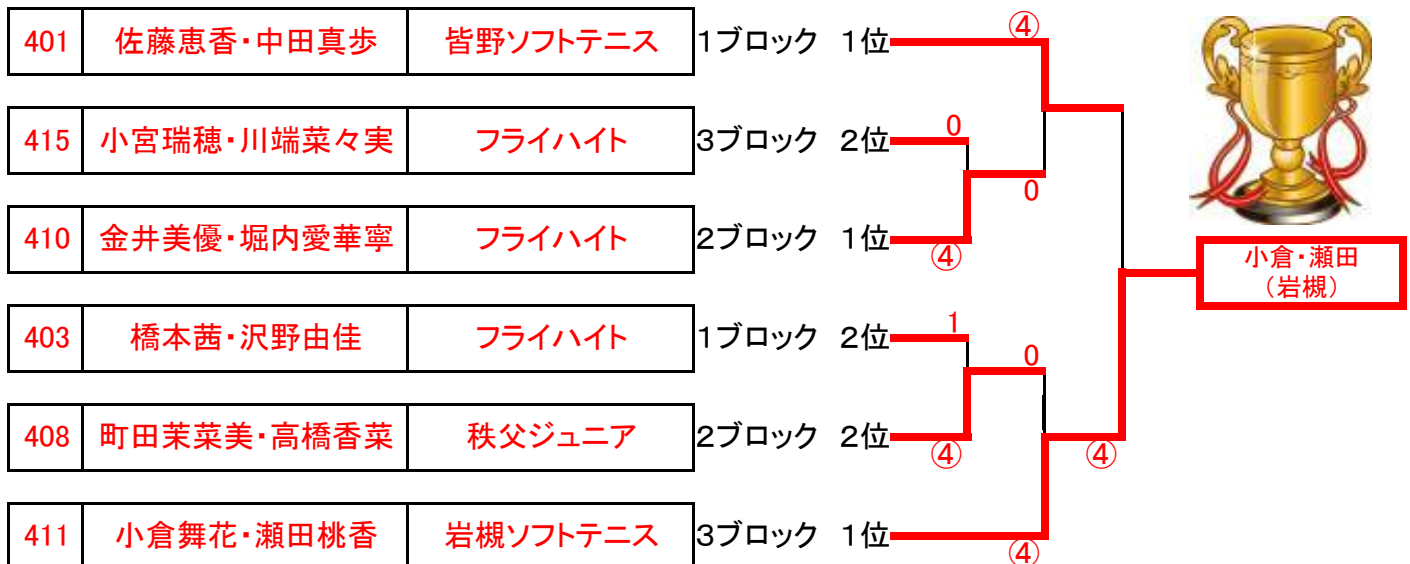 401 佐藤恵香・中田真歩 皆野ソフトテニス 1ブロック 1位 ④
415 小宮瑞穂・川端菜々実 フライハイト 3ブロック 2位 0
0
410 金井美優・堀内愛華寧 フライハイト 2ブロック 1位 ④
小倉・瀬田
（岩槻）
403 橋本茜・沢野由佳 フライハイト 1ブロック 2位 1
0
408 町田茉菜美・高橋香菜 秩父ジュニア 2ブロック 2位 ④ ④
411 小倉舞花・瀬田桃香 岩槻ソフトテニス 3ブロック 1位 ④